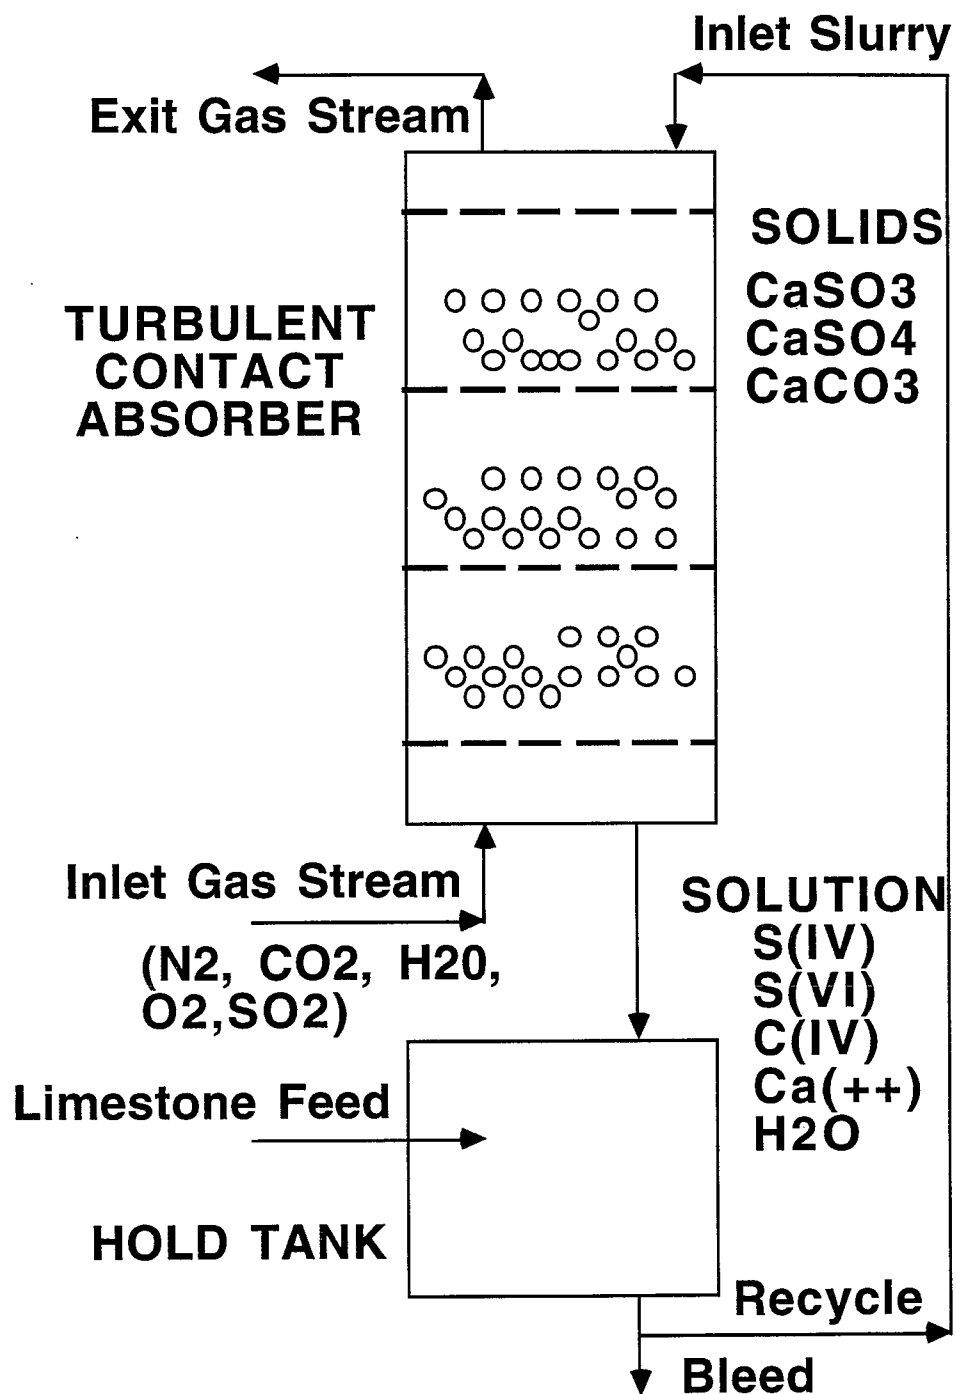 Inlet Slurry
Exit Gas Stream
SOLIDS
CaSO3
CaSO4
CaCO3
TURBULENT
CONTACT
ABSORBER
Inlet Gas Stream
(N2, CO2, H20,
O2,SO2)
SOLUTION
S(IV)
S(VI)
C(IV)
Ca(++)
H2O
Limestone Feed
HOLD TANK
Recycle
Bleed